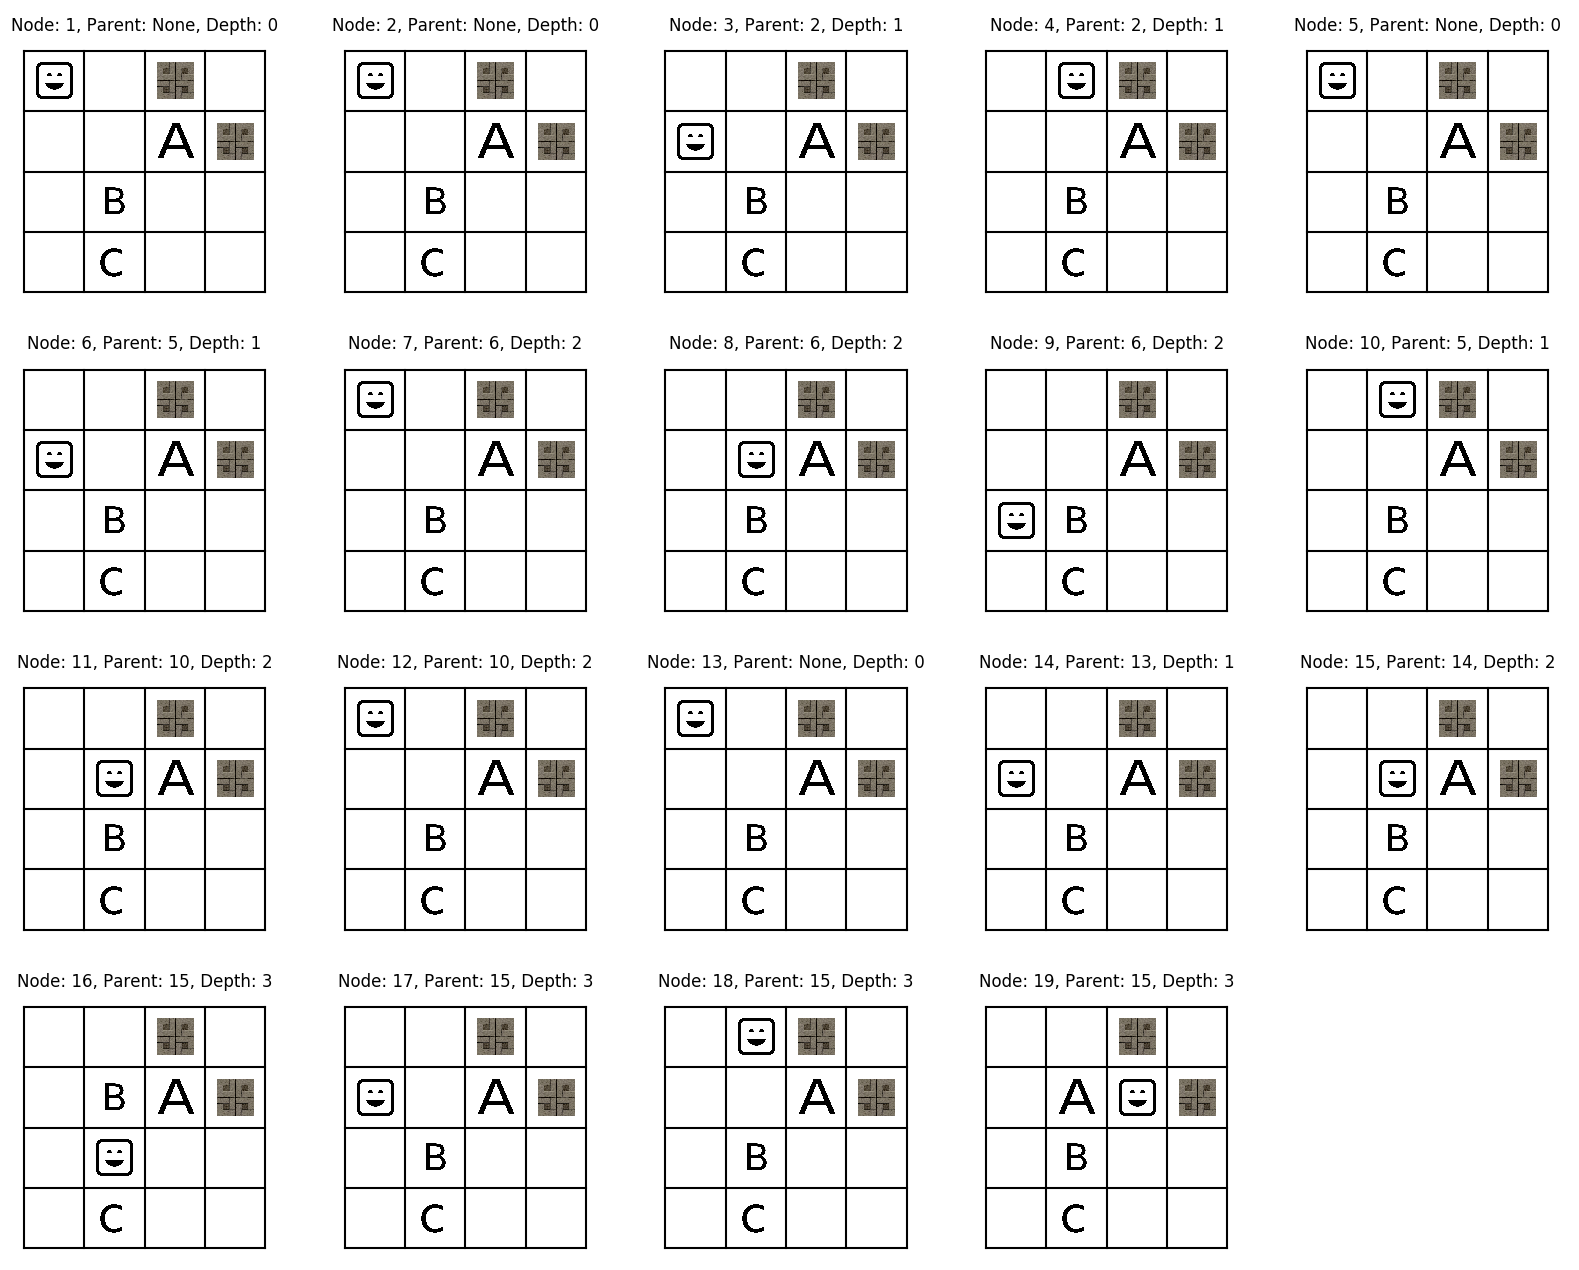 Node: 1, Parent: None, Depth: 0
Node: 2, Parent: None, Depth: 0
Node: 3, Parent: 2, Depth: 1
Node: 4, Parent: 2, Depth: 1
Node: 5, Parent: None, Depth: 0
A
A
A
A
A
B
B
B
B
B
C
C
C
C
C
Node: 6, Parent: 5, Depth: 1
Node: 7, Parent: 6, Depth: 2
Node: 8, Parent: 6, Depth: 2
Node: 9, Parent: 6, Depth: 2
Node: 10, Parent: 5, Depth: 1
A
A
A
A
A
B
B
B
B
B
C
C
C
C
C
Node: 11, Parent: 10, Depth: 2
Node: 12, Parent: 10, Depth: 2
Node: 13, Parent: None, Depth: 0
Node: 14, Parent: 13, Depth: 1
Node: 15, Parent: 14, Depth: 2
A
A
A
A
A
B
B
B
B
B
C
C
C
C
C
Node: 16, Parent: 15, Depth: 3
Node: 17, Parent: 15, Depth: 3
Node: 18, Parent: 15, Depth: 3
Node: 19, Parent: 15, Depth: 3
B A
A
A
A
B
B
B
C
C
C
C